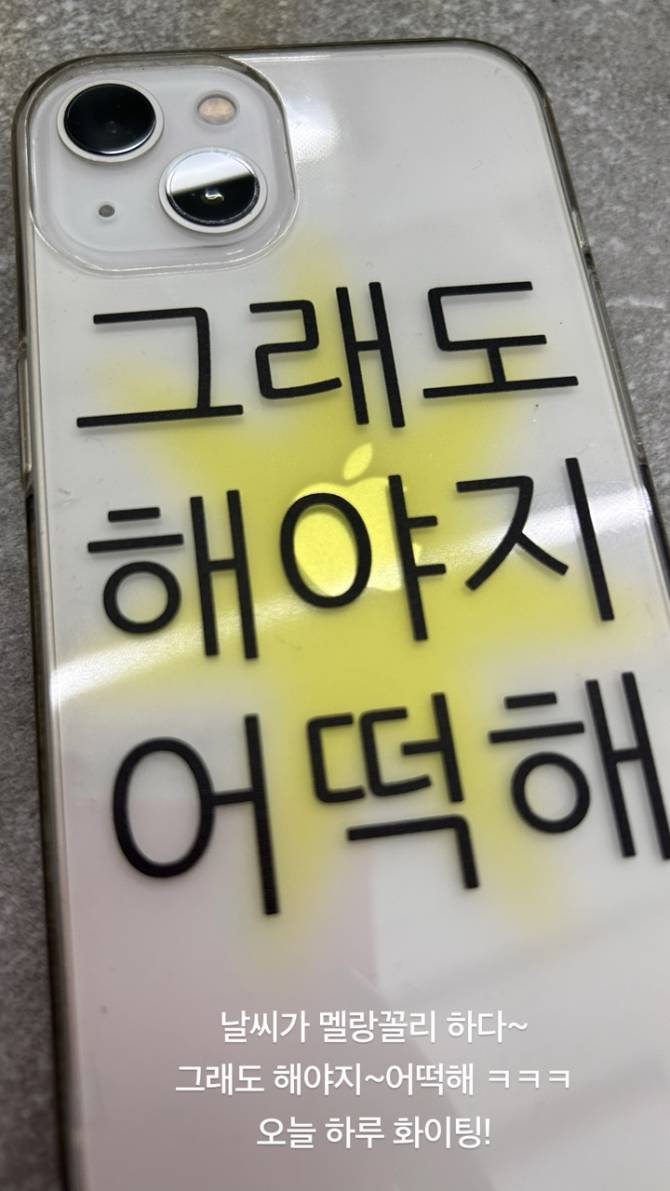 그래도
해야지
어떡해
날씨가 멜랑꼴리 하다~
그래도 해야지~어떡해 ㅋㅋㅋ
오늘 하루 화이팅!